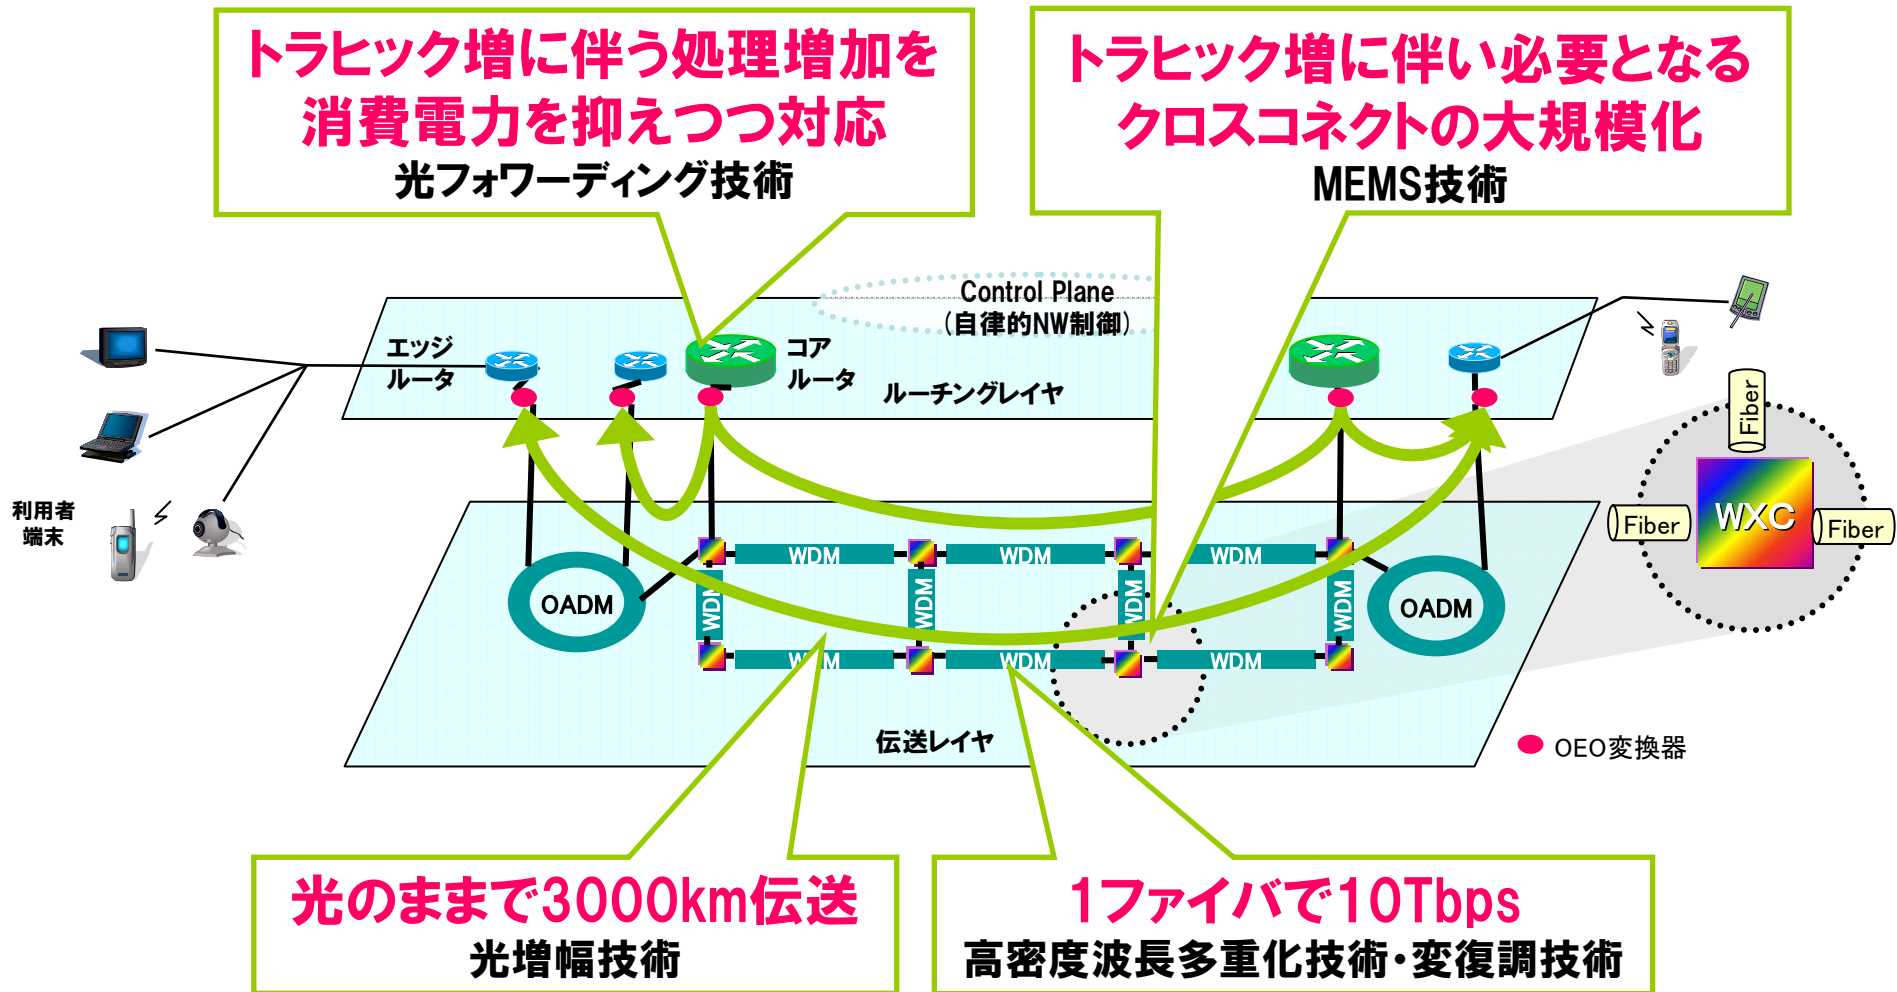 トラヒック増に伴う処理増加を
消費電力を抑えつつ対応
光フォワーディング技術
トラヒック増に伴い必要となる
クロスコネクトの大規模化
MEMS技術
Control Plane
(自律的NW制御)
エッジ
ルータ
コア
ルータ
ルーチングレイヤ
利用者
端末
Fiber
Fiber
WXC
Fiber
WDM
WDM
WDM
WDM
WDM
WDM
WDM
OADM
OADM
WDM
WDM
WDM
伝送レイヤ
OEO変換器
光のままで3000km伝送
光増幅技術
1ファイバで10Tbps
高密度波長多重化技術・変復調技術